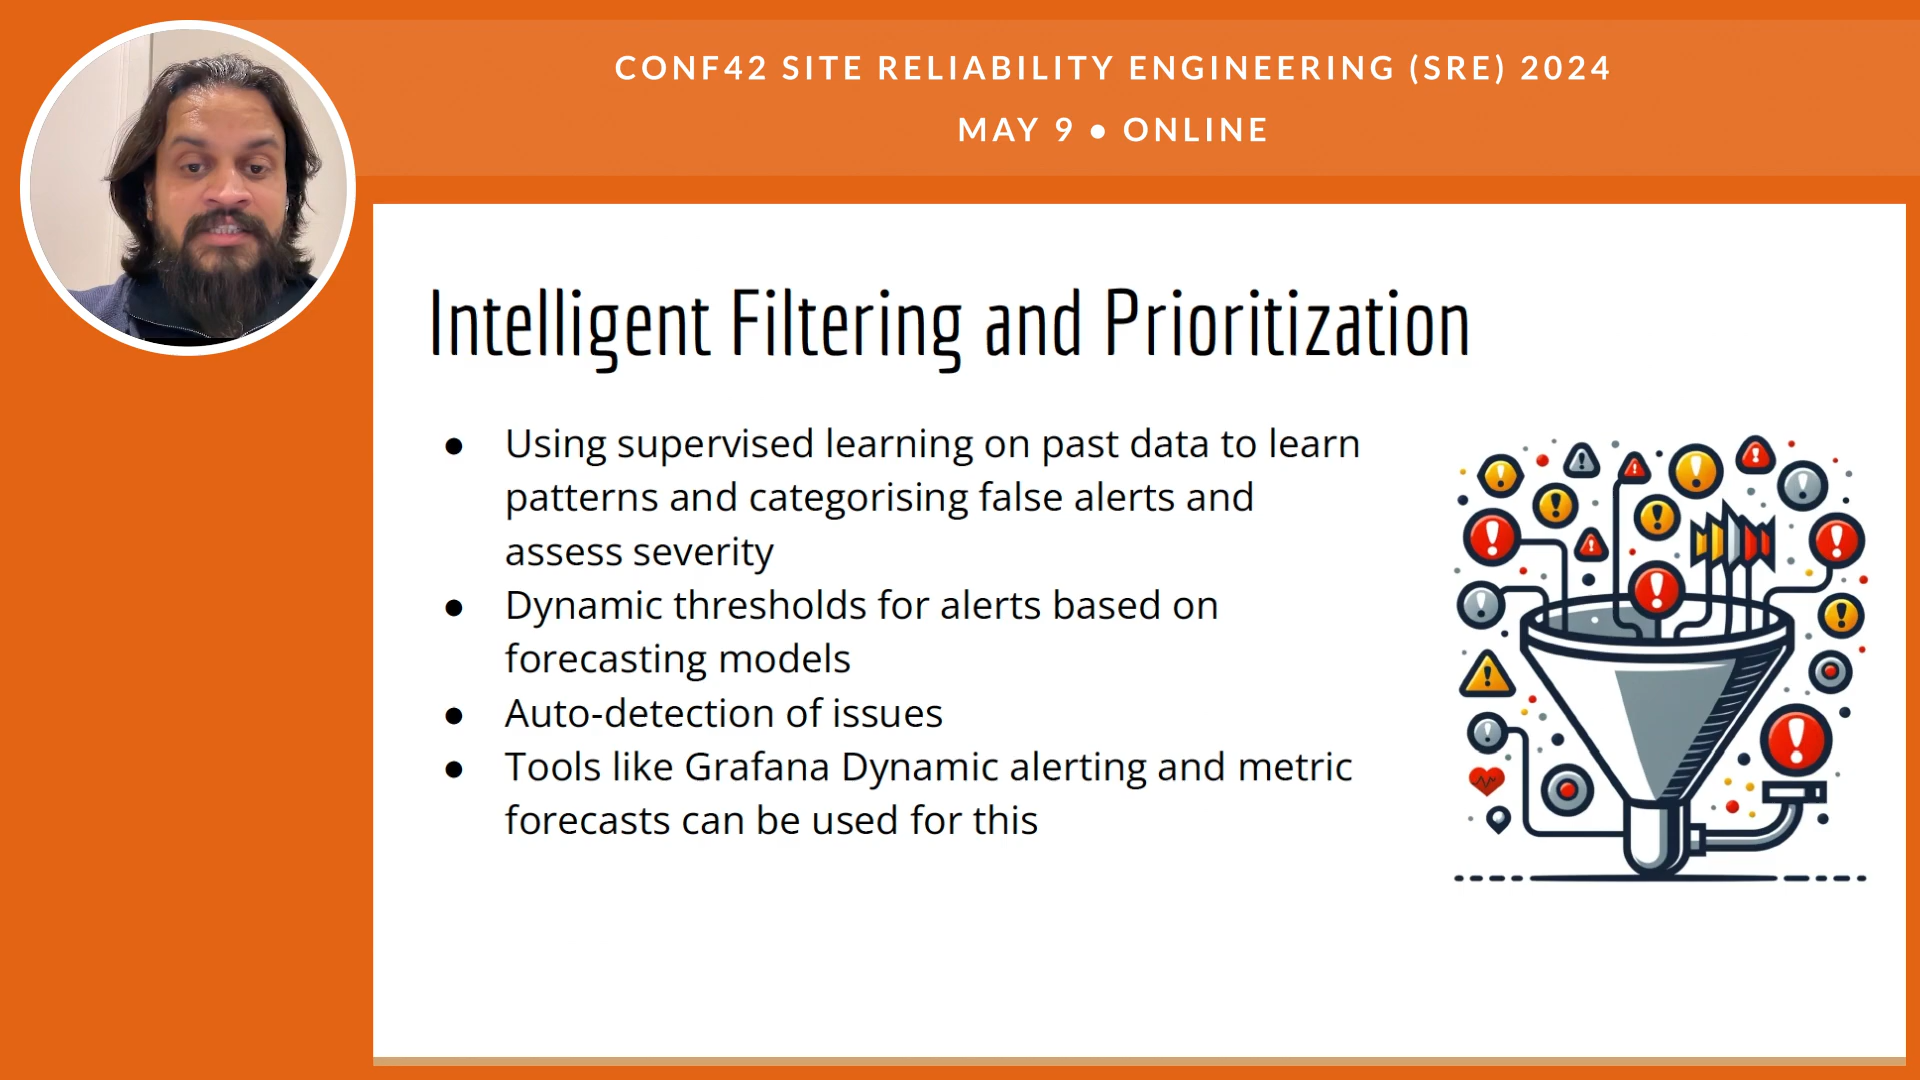 CONF42 SITE RELIABILITY ENGINEERING (SRE) 2024
MAY 9 ● ONLINE
Intelligent Filtering and Prioritization
● Using supervised learning on past data to learn
patterns and categorising false alerts and
assess severity
● Dynamic thresholds for alerts based on
forecasting models
● Auto-detection of issues
● Tools like Grafana Dynamic alerting and metric
forecasts can be used for this